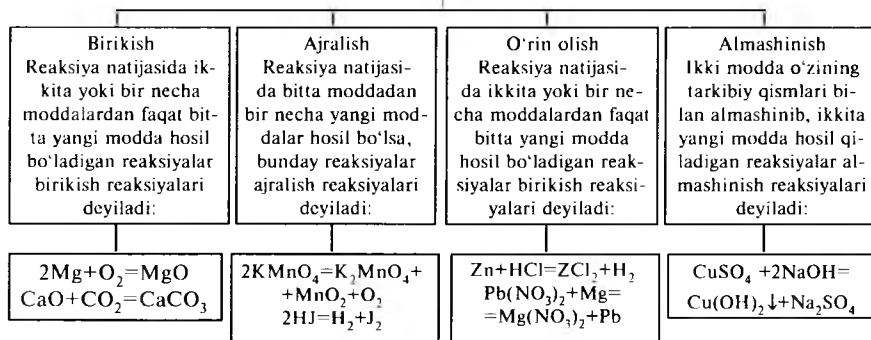 Birikish
Reaksiya natijasida ik-
kita yoki bir necha
moddalardan faqat bit-
ta yangi modda hosil
bo‘ladigan reaksiyalar
birikish reaksiyalari
deyiladi:
2Mg+O₂=MgO
CaO+CO₂=CaCO₃
Ajralish
Reaksiya natijasi-
da bitta moddadan
bir necha yangi mod-
dalar hosil bo‘lsa,
bunday reaksiyalar
ajralish reaksiyalari
deyiladi:
2KMnO₄=K₂MnO₄+
+MnO₂+O₂
2HJ=H₂+J₂
O‘rin olish
Reaksiya natijasi-
da ikkita yoki bir ne-
cha moddalardan faqat
bitta yangi modda
hosil bo‘ladigan reak-
siyalar birikish reaksi-
yalari deyiladi:
Zn+HCl=ZCl₂+H₂
Pb(NO₃)₂+Mg=
=Mg(NO₃)₂+Pb
Almashinish
Ikki modda o‘zining
tarkibiy qismlari bi-
lan almashinib, ikkita
yangi modda hosil qi-
ladigan reaksiyalar al-
mashinish reaksiyalari
deyiladi:
CuSO₄ +2NaOH=
Cu(OH)₂↓+Na₂SO₄